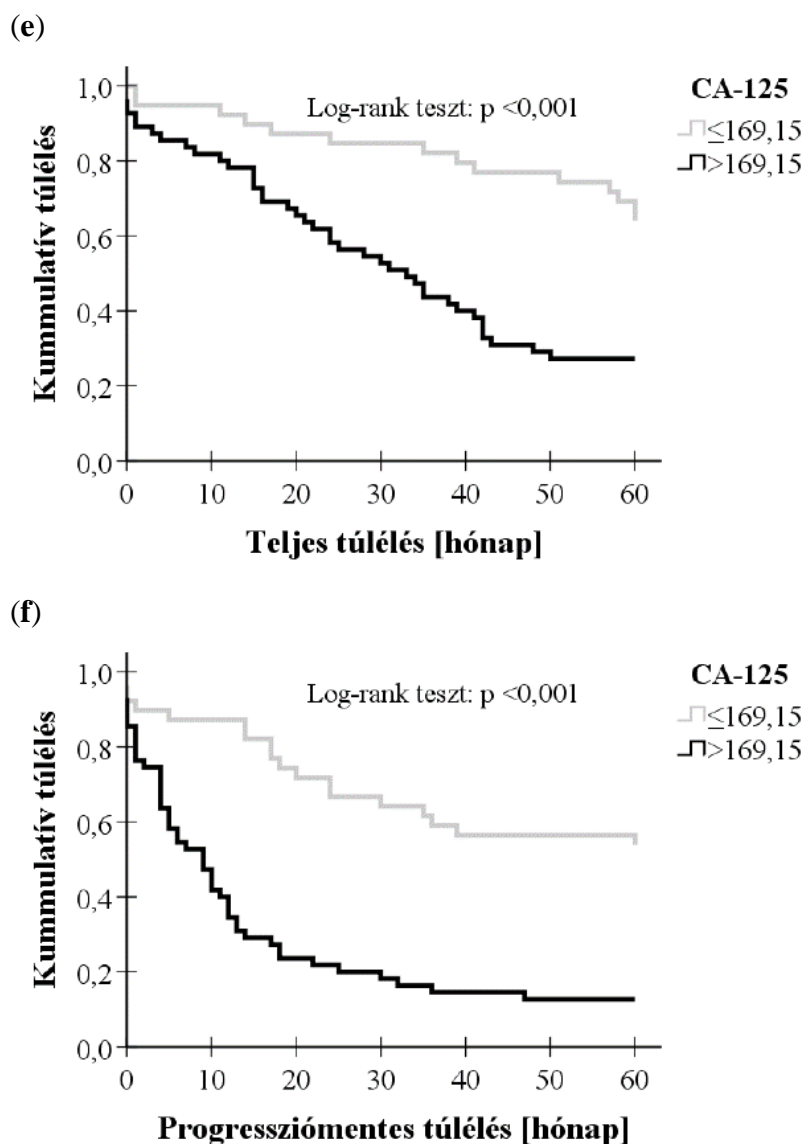 (e)
Kummulatív túlélés
1,0
0,8
0,6
0,4
0,2
0,0
Log-rank teszt: p <0,001
CA-125
≤169,15
>169,15
0 10 20 30 40 50 60
Teljes túlélés [hónap]
(f)
Kummulatív túlélés
1,0
0,8
0,6
0,4
0,2
0,0
Log-rank teszt: p <0,001
CA-125
≤169,15
>169,15
0 10 20 30 40 50 60
Progressziómentes túlélés [hónap]